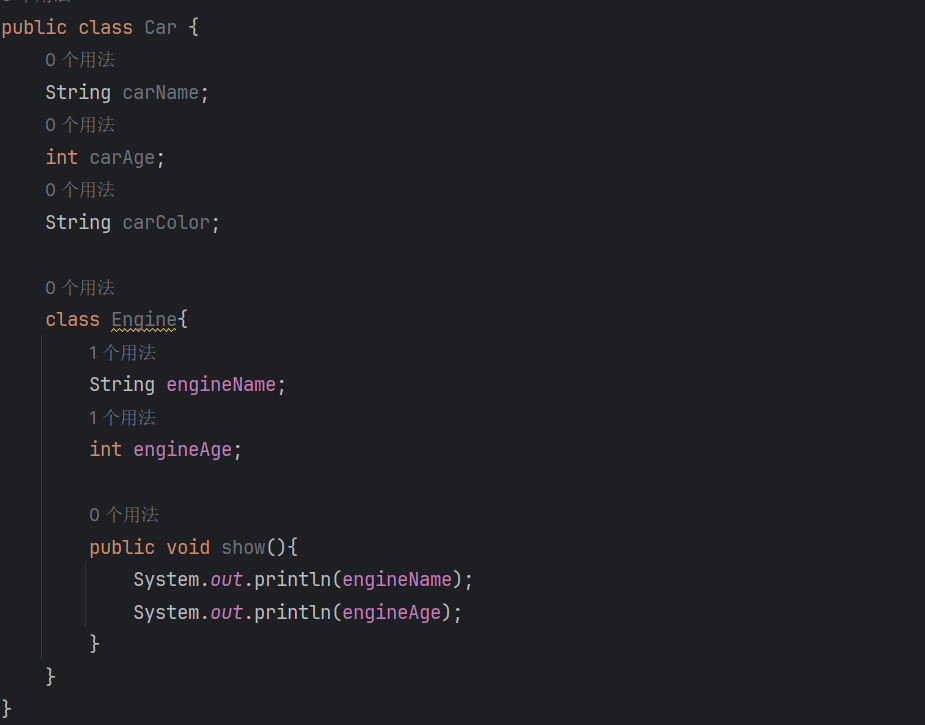 public class Car {
0 个用法
String carName;
0 个用法
int carAge;
0 个用法
String carColor;
0 个用法
class Engine{
1 个用法
String engineName;
1 个用法
int engineAge;
0 个用法
public void show(){
System.out.println(engineName);
System.out.println(engineAge);
}
}
}